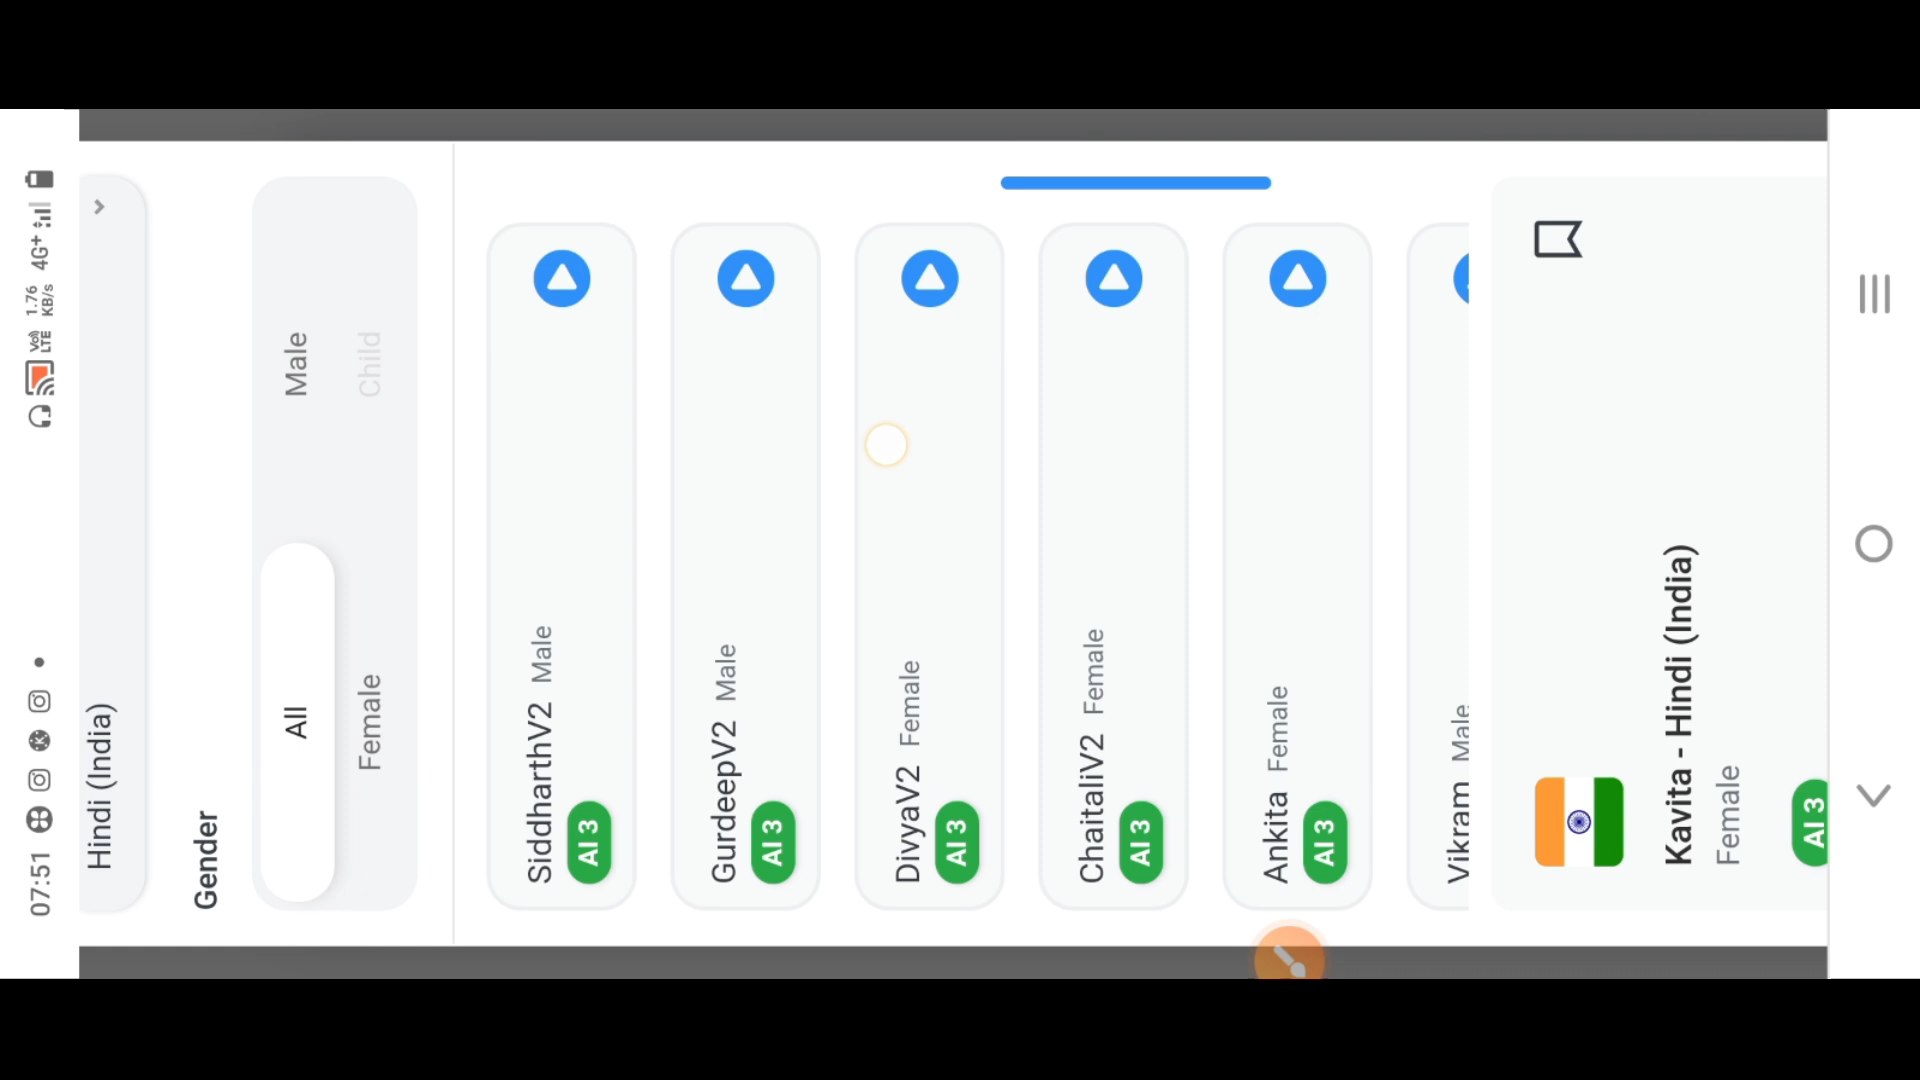 07:51
VoO) LTE 1.76 KB/s 4G+
Hindi (India)
Gender
All Male
Female Child
SiddharthV2 Male
AI 3
GurdeepV2 Male
AI 3
DivyaV2 Female
AI 3
ChaitaliV2 Female
AI 3
Ankita Female
AI 3
Vikram Male
Kavita - Hindi (India)
Female
AI 3